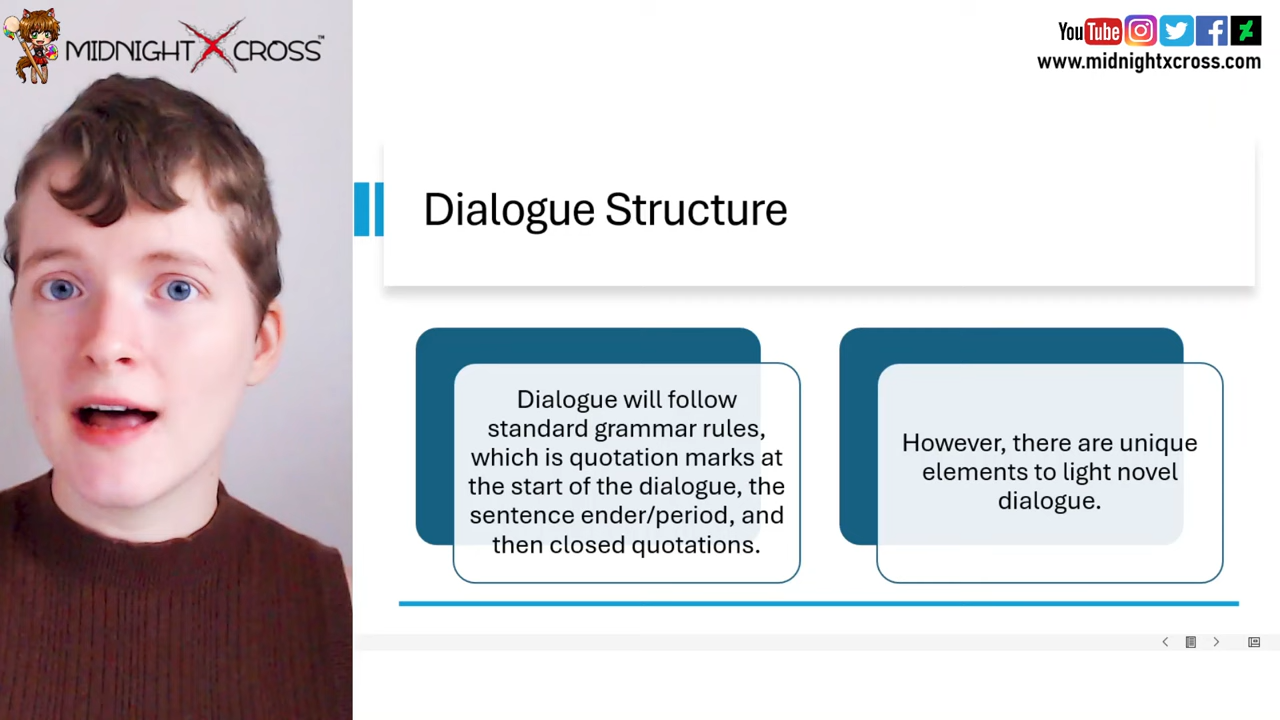 MIDNIGHT X CROSS™
YouTube
www.midnightxcross.com
Dialogue Structure
Dialogue will follow
standard grammar rules,
which is quotation marks at
the start of the dialogue, the
sentence ender/period, and
then closed quotations.
However, there are unique
elements to light novel
dialogue.